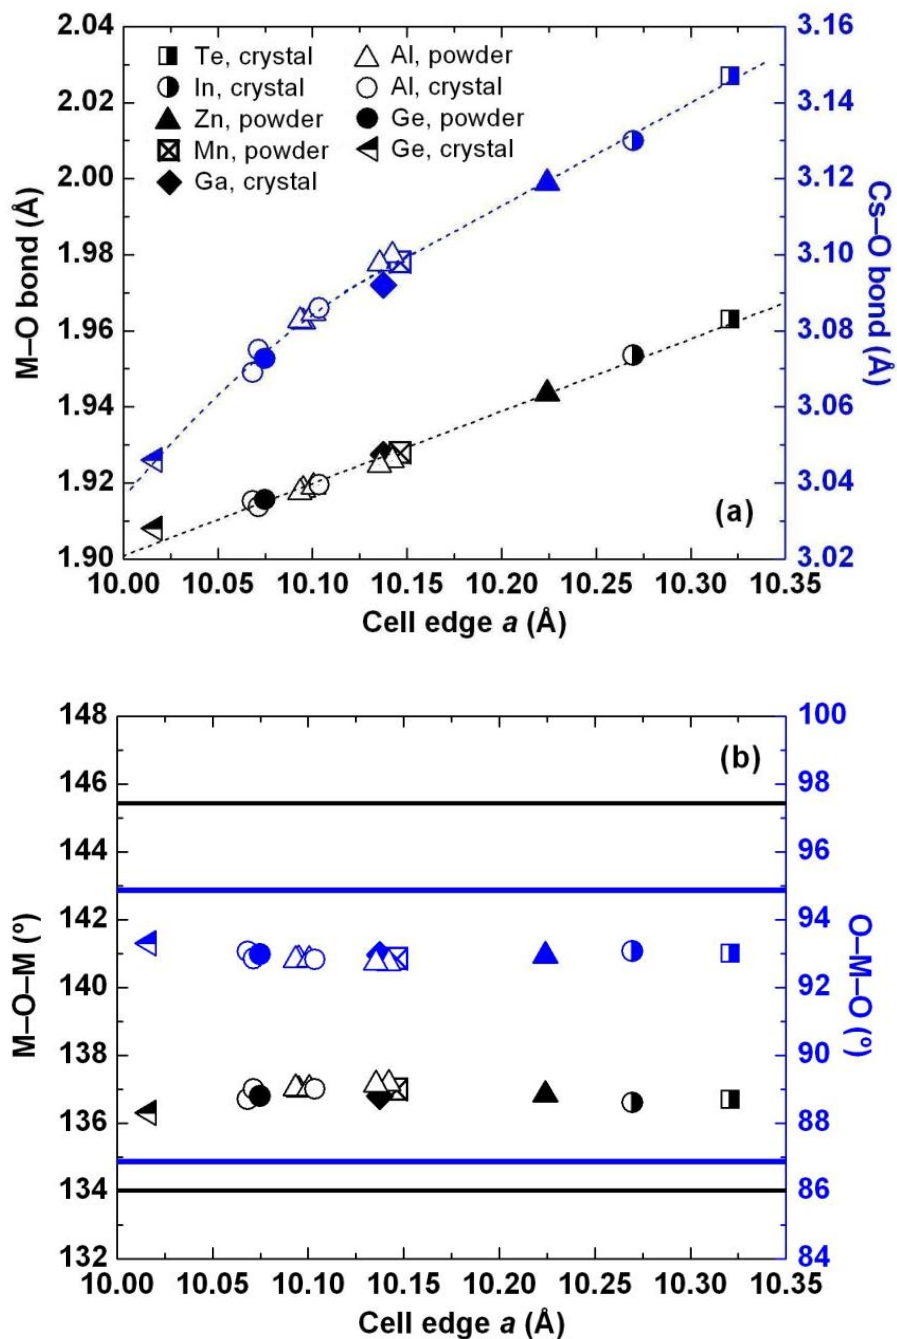 2.04
2.02
2.00
1.98
1.96
1.94
1.92
1.90
M–O bond (Å)
Te, crystal
In, crystal
Zn, powder
Mn, powder
Ga, crystal
Al, powder
Al, crystal
Ge, powder
Ge, crystal
3.16
3.14
3.12
3.10
3.08
3.06
3.04
3.02
Cs–O bond (Å)
(a)
10.00 10.05 10.10 10.15 10.20 10.25 10.30 10.35
Cell edge a (Å)
148
146
144
142
140
138
136
134
132
M–O–M (º)
(b)
100
98
96
94
92
90
88
86
84
O–M–O (º)
10.00 10.05 10.10 10.15 10.20 10.25 10.30 10.35
Cell edge a (Å)